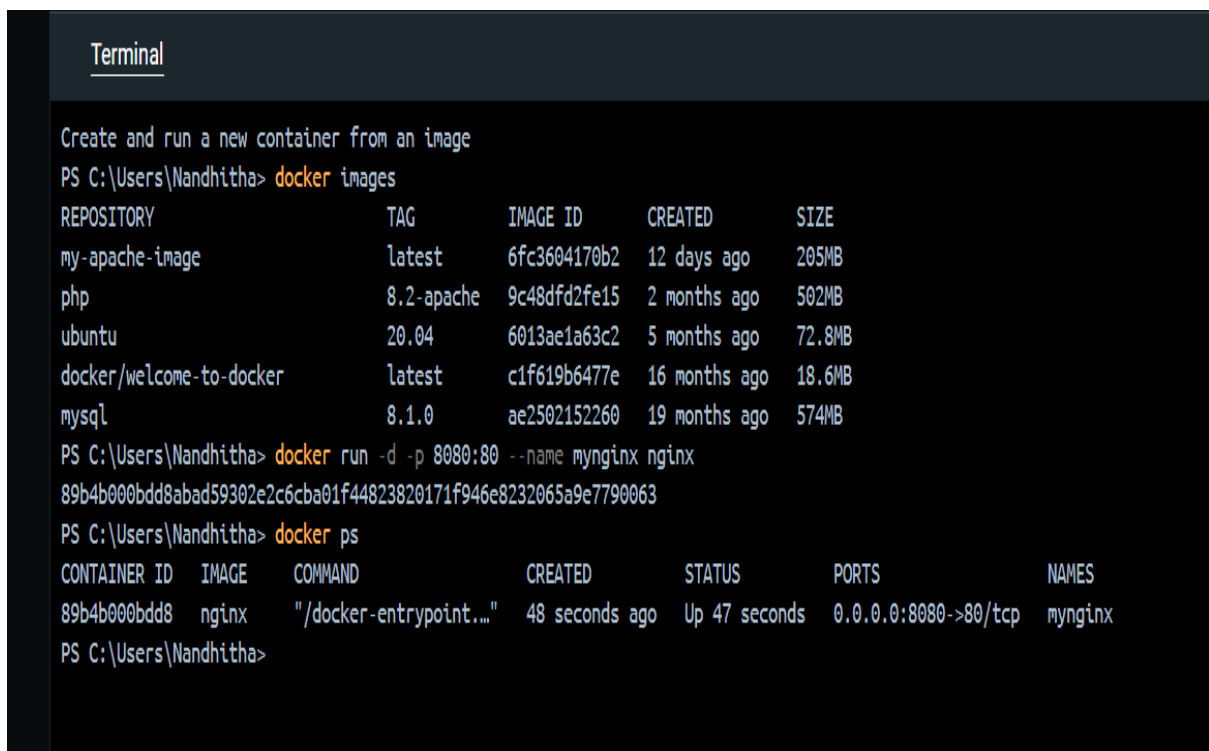 Terminal
Create and run a new container from an image
PS C:\Users\Nandhitha> docker images
REPOSITORY TAG IMAGE ID CREATED SIZE
my-apache-image latest 6fc3604170b2 12 days ago 205MB
php 8.2-apache 9c48dfd2fe15 2 months ago 502MB
ubuntu 20.04 6013ae1a63c2 5 months ago 72.8MB
docker/welcome-to-docker latest c1f619b6477e 16 months ago 18.6MB
mysql 8.1.0 ae2502152260 19 months ago 574MB
PS C:\Users\Nandhitha> docker run -d -p 8080:80 --name mynginx nginx
89b4b000bdd8abad59302e2c6cba01f44823820171f946e8232065a9e7790063
PS C:\Users\Nandhitha> docker ps
CONTAINER ID IMAGE COMMAND CREATED STATUS PORTS NAMES
89b4b000bdd8 nginx "/docker-entrypoint.…" 48 seconds ago Up 47 seconds 0.0.0.0:8080->80/tcp mynginx
PS C:\Users\Nandhitha>